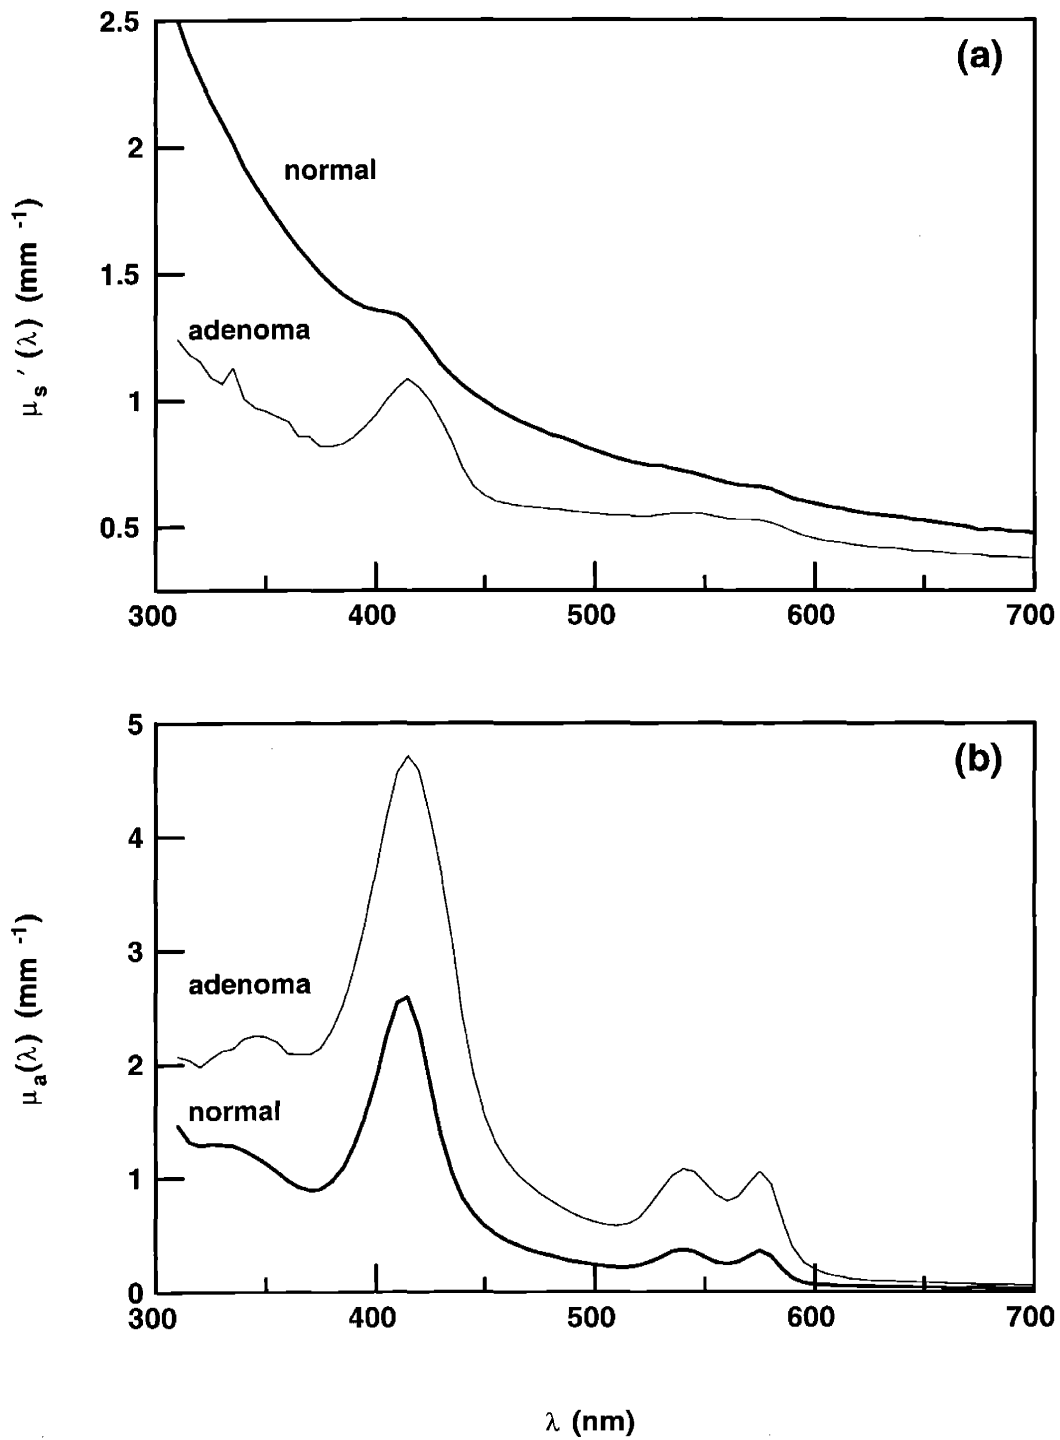 (a)
2.5
2
1.5
1
0.5
normal
adenoma
μs′(λ) (mm -1)
300 400 500 600 700
(b)
5
4
3
2
1
0
adenoma
normal
μa(λ) (mm -1)
300 400 500 600 700
λ (nm)